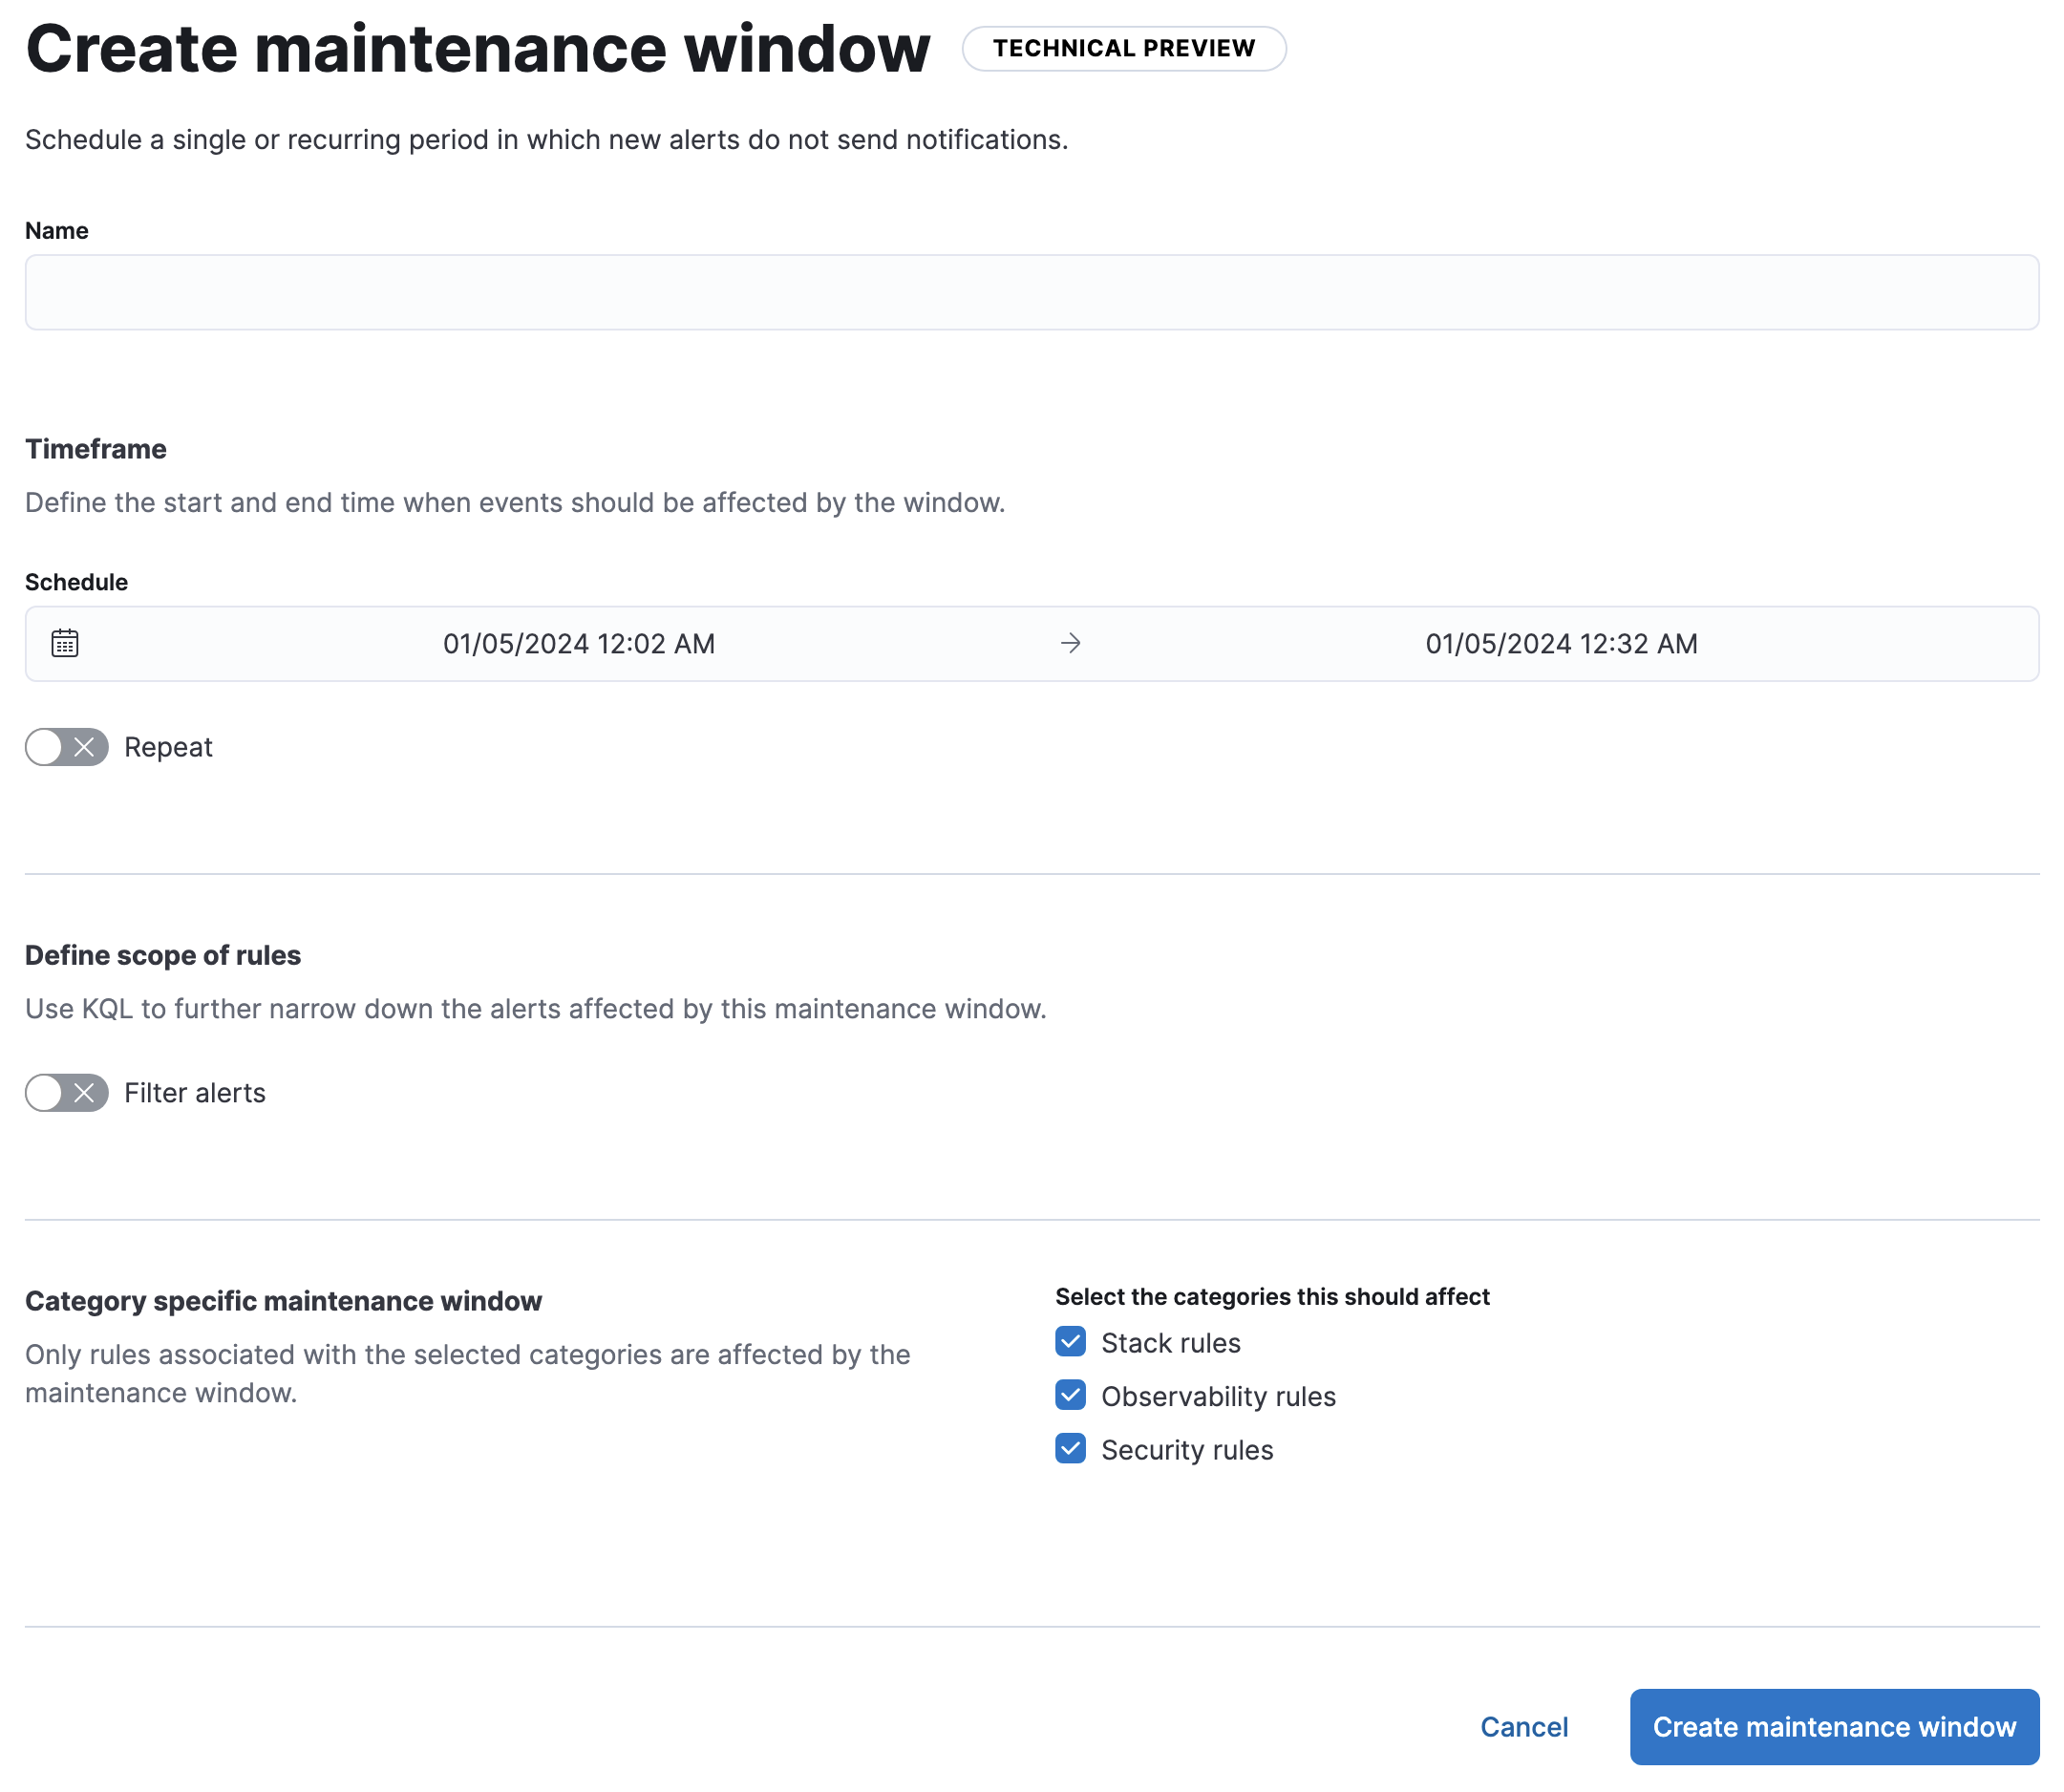 Create maintenance window TECHNICAL PREVIEW
Schedule a single or recurring period in which new alerts do not send notifications.
Name
Timeframe
Define the start and end time when events should be affected by the window.
Schedule
01/05/2024 12:02 AM → 01/05/2024 12:32 AM
Repeat
Define scope of rules
Use KQL to further narrow down the alerts affected by this maintenance window.
Filter alerts
Category specific maintenance window
Only rules associated with the selected categories are affected by the
maintenance window.
Select the categories this should affect
Stack rules
Observability rules
Security rules
Cancel
Create maintenance window